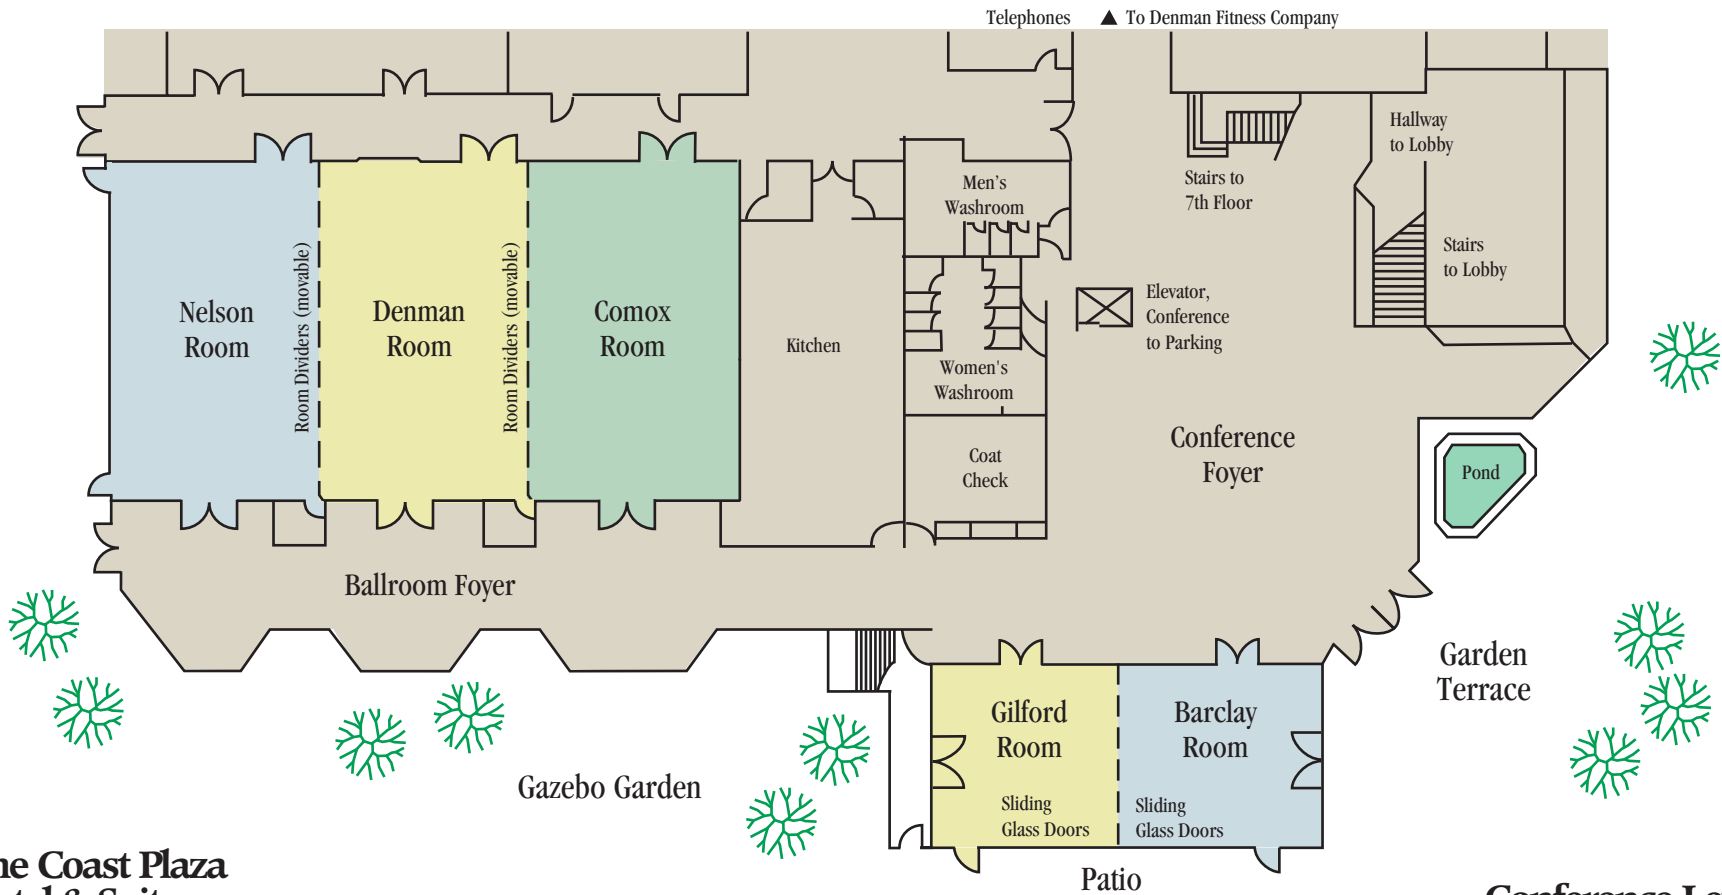 Telephones ▲ To Denman Fitness Company
Hallway
to Lobby
Stairs to
7th Floor
Men's
Washroom
Stairs
to Lobby
Nelson
Room
Room Dividers (movable)
Denman
Room
Room Dividers (movable)
Comox
Room
Kitchen
Elevator,
Conference
to Parking
Women's
Washroom
Coat
Check
Conference
Foyer
Pond
Ballroom Foyer
Garden
Terrace
Gilford
Room
Barclay
Room
Gazebo Garden
Sliding
Glass Doors
Sliding
Glass Doors
Patio
Coast Plaza
Conference